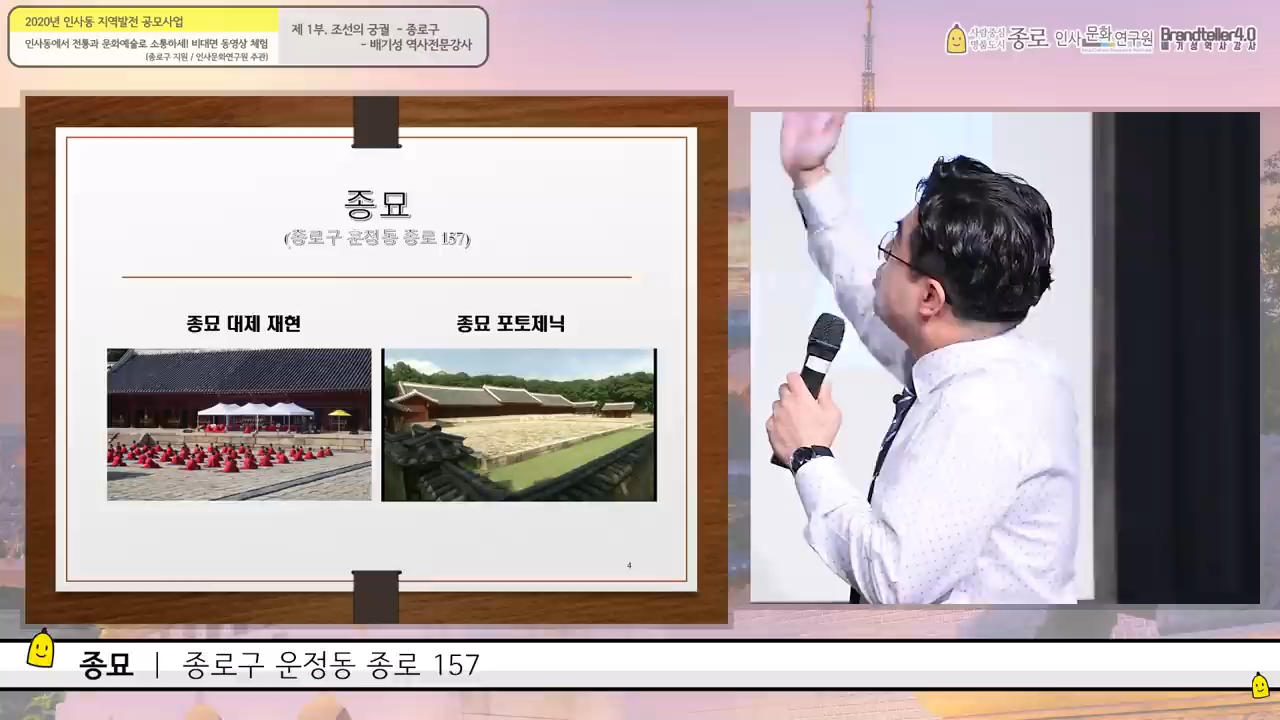 2020년 인사동 지역발전 공모사업
인사동에서 전통과 문화예술로 소통하세! 비대면 동영상 체험
(종로구 지원 / 인사문화연구원 주관)
제 1부. 조선의 궁궐 - 종로구
- 배기성 역사전문강사
사람중심
명품도시 종로
인사 문화 연구원
Brandteller4.0
배기성역사강사
종묘
(종로구 훈정동 종로 157)
종묘 대제 재현
종묘 포토제닉
4
종묘 | 종로구 운정동 종로 157